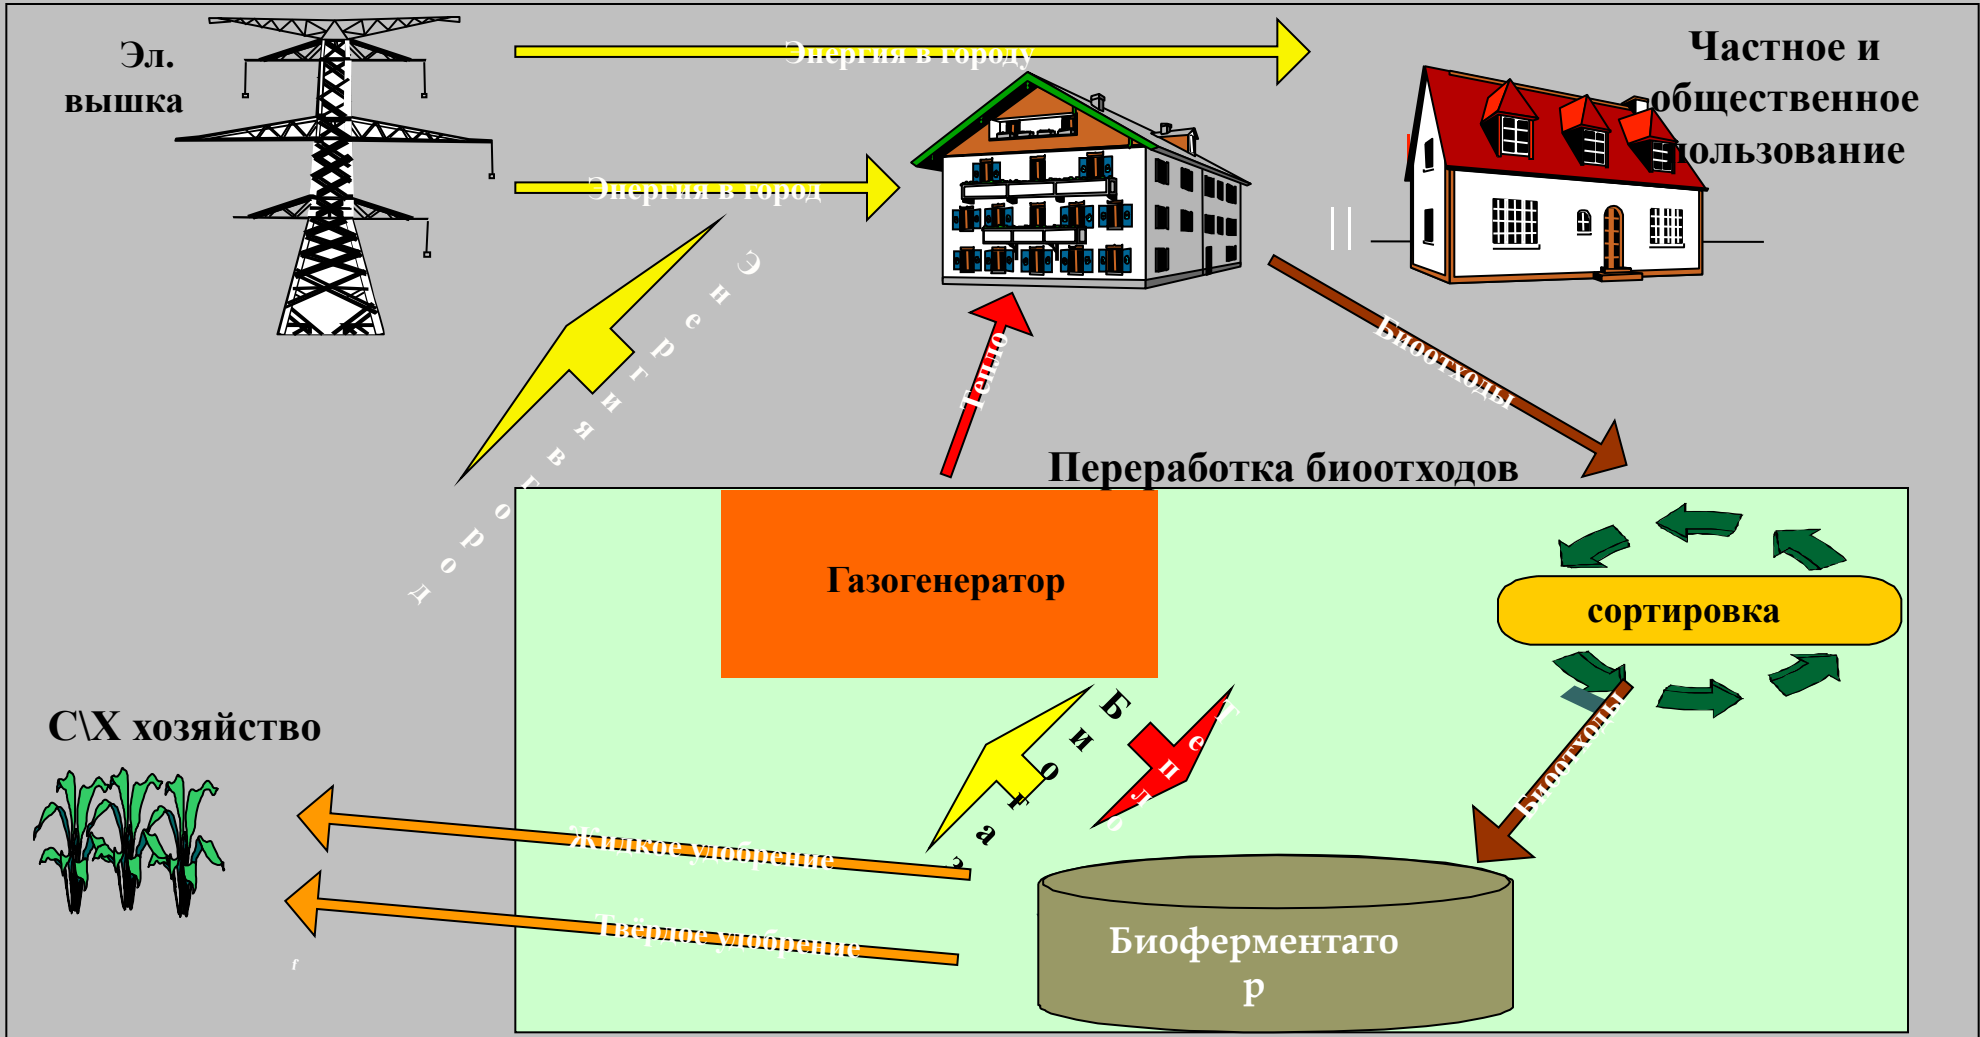 Эл.
вышка
Энергия в городу
Частное и
общественное
пользование
Энергия в город
Энергия в город
Тепло
Биоотходы
Переработка биоотходов
Газогенератор
сортировка
Биоотходы
Биогаз
Тепло
С\Х хозяйство
Жидкое удобрение
Твёрдое удобрение
Биоферментато
р
г